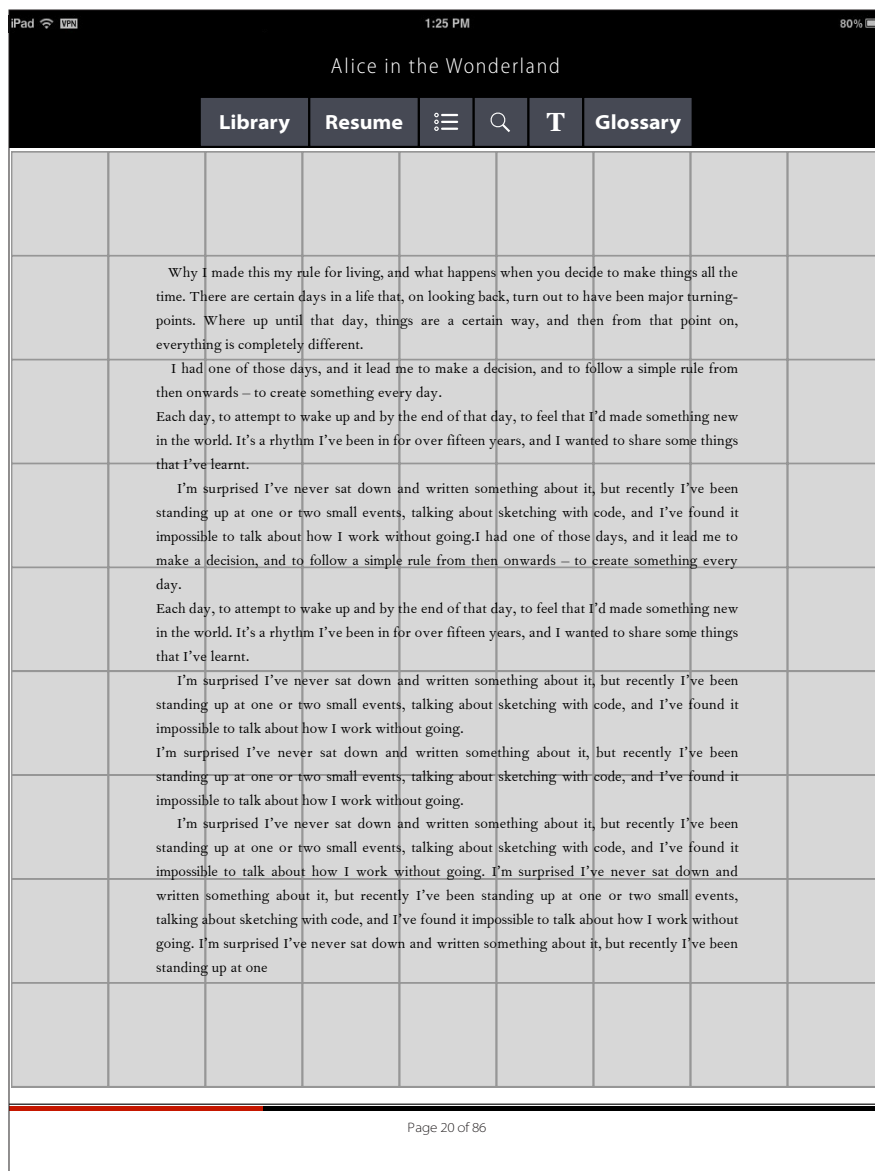 iPad VPN 1:25 PM 80%
Alice in the Wonderland
Library Resume T Glossary
Why I made this my rule for living, and what happens when you decide to make things all the
time. There are certain days in a life that, on looking back, turn out to have been major turning-
points. Where up until that day, things are a certain way, and then from that point on,
everything is completely different.
I had one of those days, and it lead me to make a decision, and to follow a simple rule from
then onwards – to create something every day.
Each day, to attempt to wake up and by the end of that day, to feel that I’d made something new
in the world. It’s a rhythm I’ve been in for over fifteen years, and I wanted to share some things
that I’ve learnt.
I’m surprised I’ve never sat down and written something about it, but recently I’ve been
standing up at one or two small events, talking about sketching with code, and I’ve found it
impossible to talk about how I work without going.I had one of those days, and it lead me to
make a decision, and to follow a simple rule from then onwards – to create something every
day.
Each day, to attempt to wake up and by the end of that day, to feel that I’d made something new
in the world. It’s a rhythm I’ve been in for over fifteen years, and I wanted to share some things
that I’ve learnt.
I’m surprised I’ve never sat down and written something about it, but recently I’ve been
standing up at one or two small events, talking about sketching with code, and I’ve found it
impossible to talk about how I work without going.
I’m surprised I’ve never sat down and written something about it, but recently I’ve been
standing up at one or two small events, talking about sketching with code, and I’ve found it
impossible to talk about how I work without going.
I’m surprised I’ve never sat down and written something about it, but recently I’ve been
standing up at one or two small events, talking about sketching with code, and I’ve found it
impossible to talk about how I work without going. I’m surprised I’ve never sat down and
written something about it, but recently I’ve been standing up at one or two small events,
talking about sketching with code, and I’ve found it impossible to talk about how I work without
going. I’m surprised I’ve never sat down and written something about it, but recently I’ve been
standing up at one
Page 20 of 86